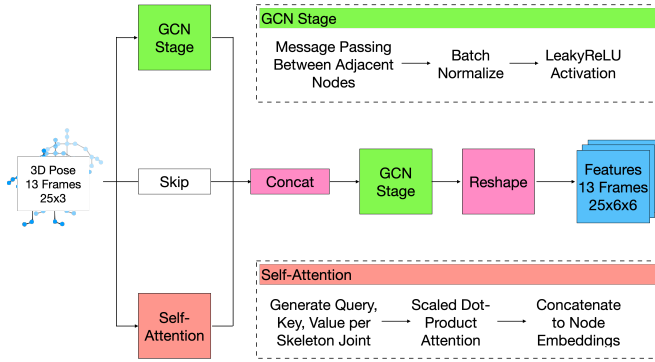 GCN
Stage
GCN Stage
Message Passing
Between Adjacent
Nodes
Batch
Normalize
LeakyReLU
Activation
3D Pose
13 Frames
25x3
Skip
Concat
GCN
Stage
Reshape
Features
13 Frames
25x6x6
Self-
Attention
Self-Attention
Generate Query,
Key, Value per
Skeleton Joint
Scaled Dot-
Product
Attention
Concatenate
to Node
Embeddings